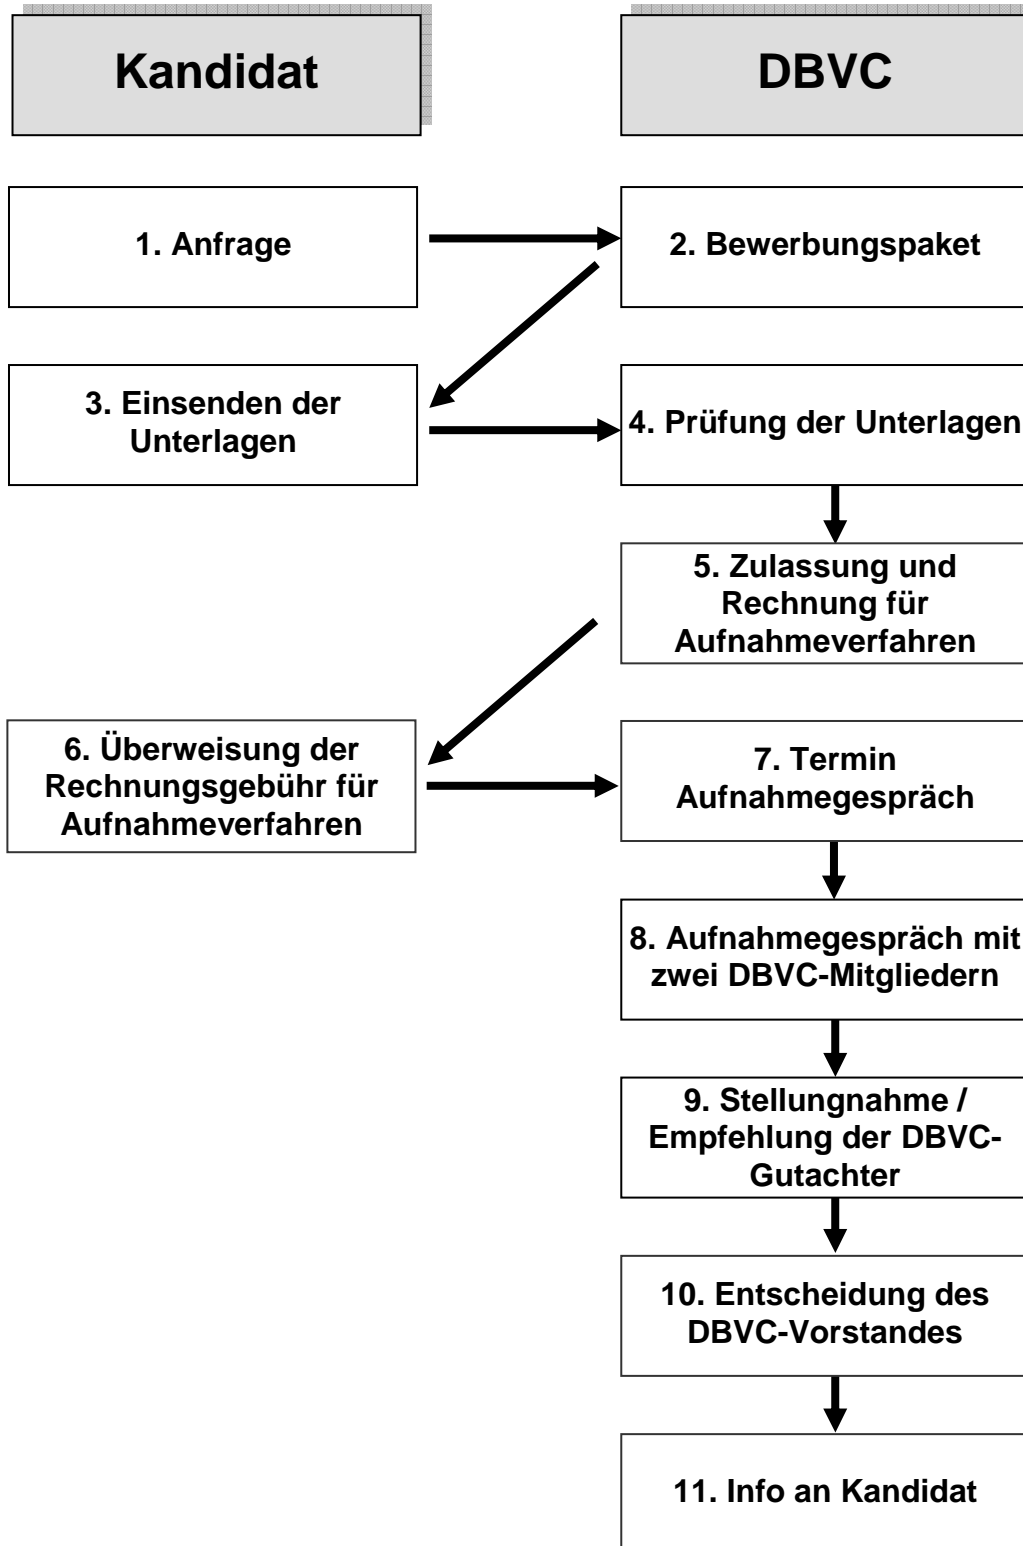 Kandidat
DBVC
1. Anfrage
2. Bewerbungspaket
3. Einsenden der
Unterlagen
4. Prüfung der Unterlagen
5. Zulassung und
Rechnung für
Aufnahmeverfahren
6. Überweisung der
Rechnungsgebühr für
Aufnahmeverfahren
7. Termin
Aufnahmegespräch
8. Aufnahmegespräch mit
zwei DBVC-Mitgliedern
9. Stellungnahme /
Empfehlung der DBVC-
Gutachter
10. Entscheidung des
DBVC-Vorstandes
11. Info an Kandidat